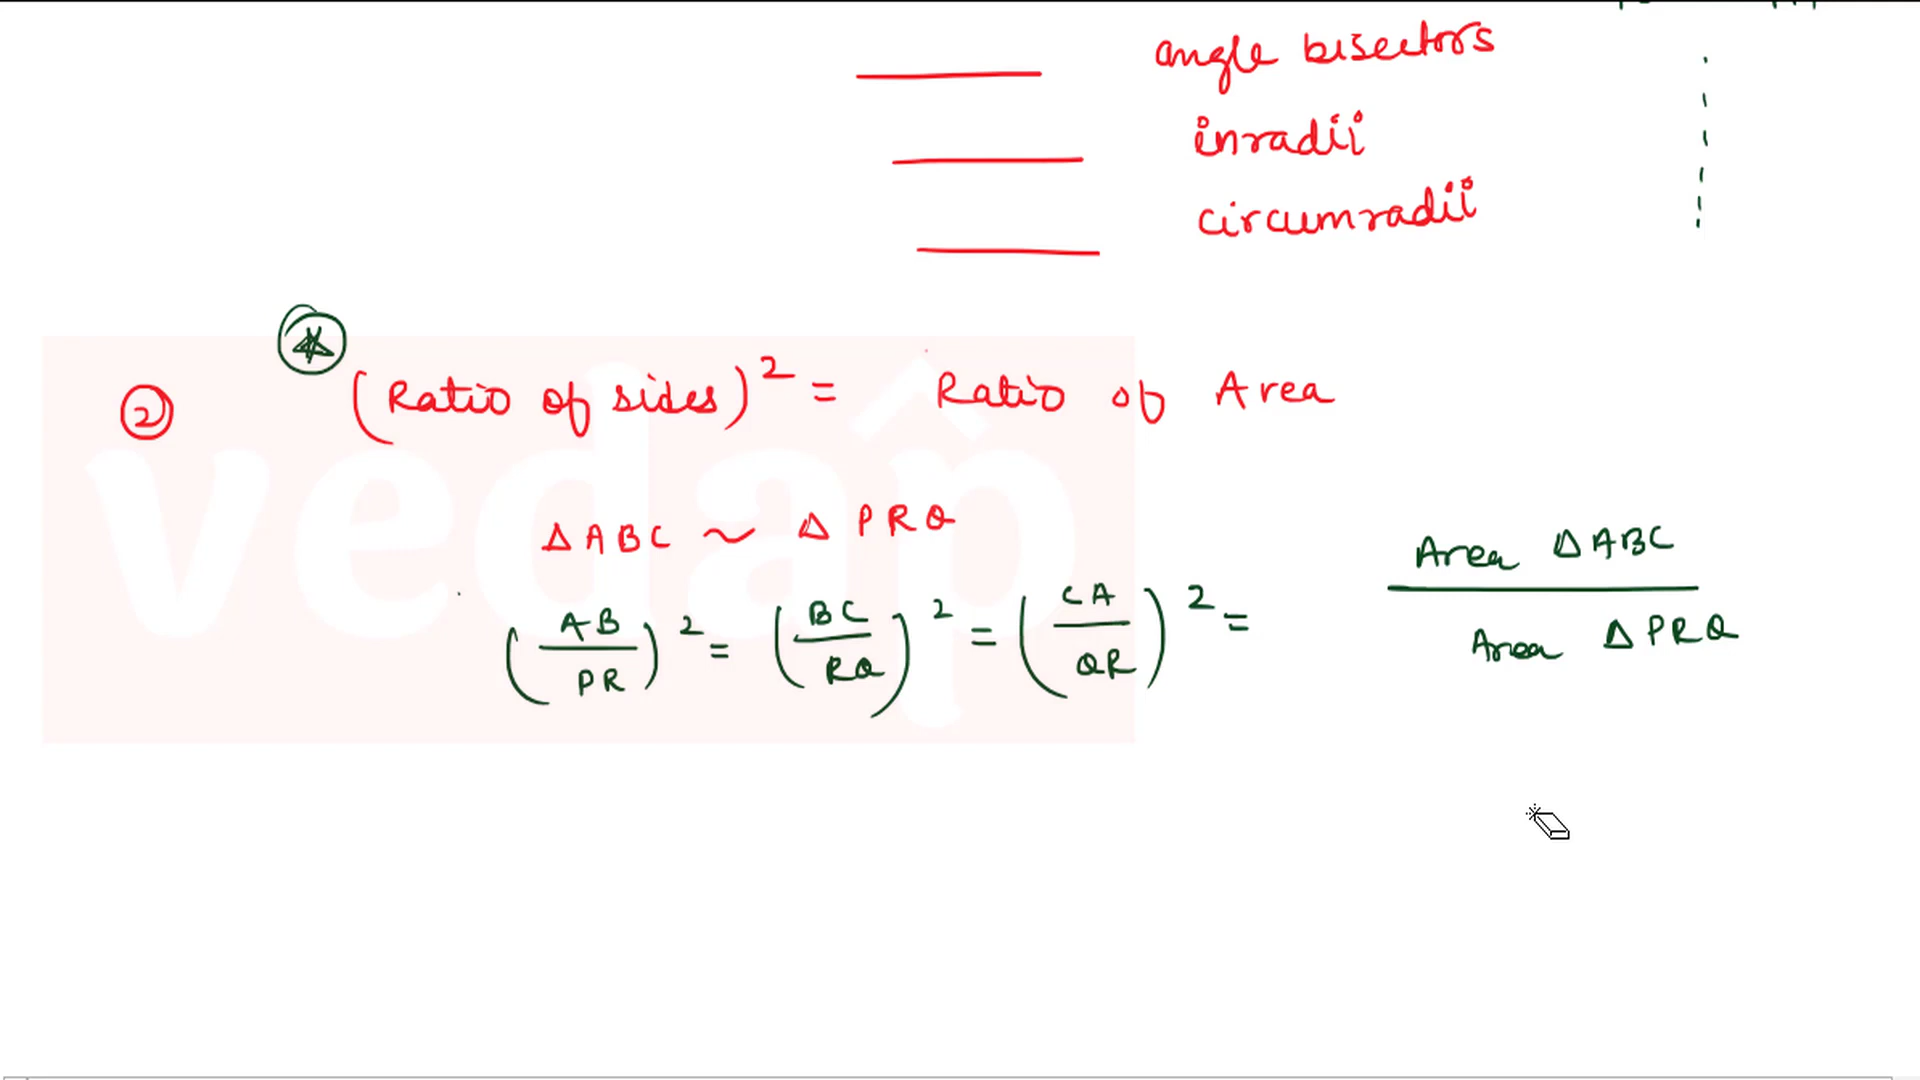 angle bisectors
inradii
circumradii
② (Ratio of sides)² = Ratio of Area
Δ ABC ~ Δ PRQ
(AB/PR)² = (BC/RQ)² = (CA/QR)² = Area Δ ABC / Area Δ PRQ
vedap